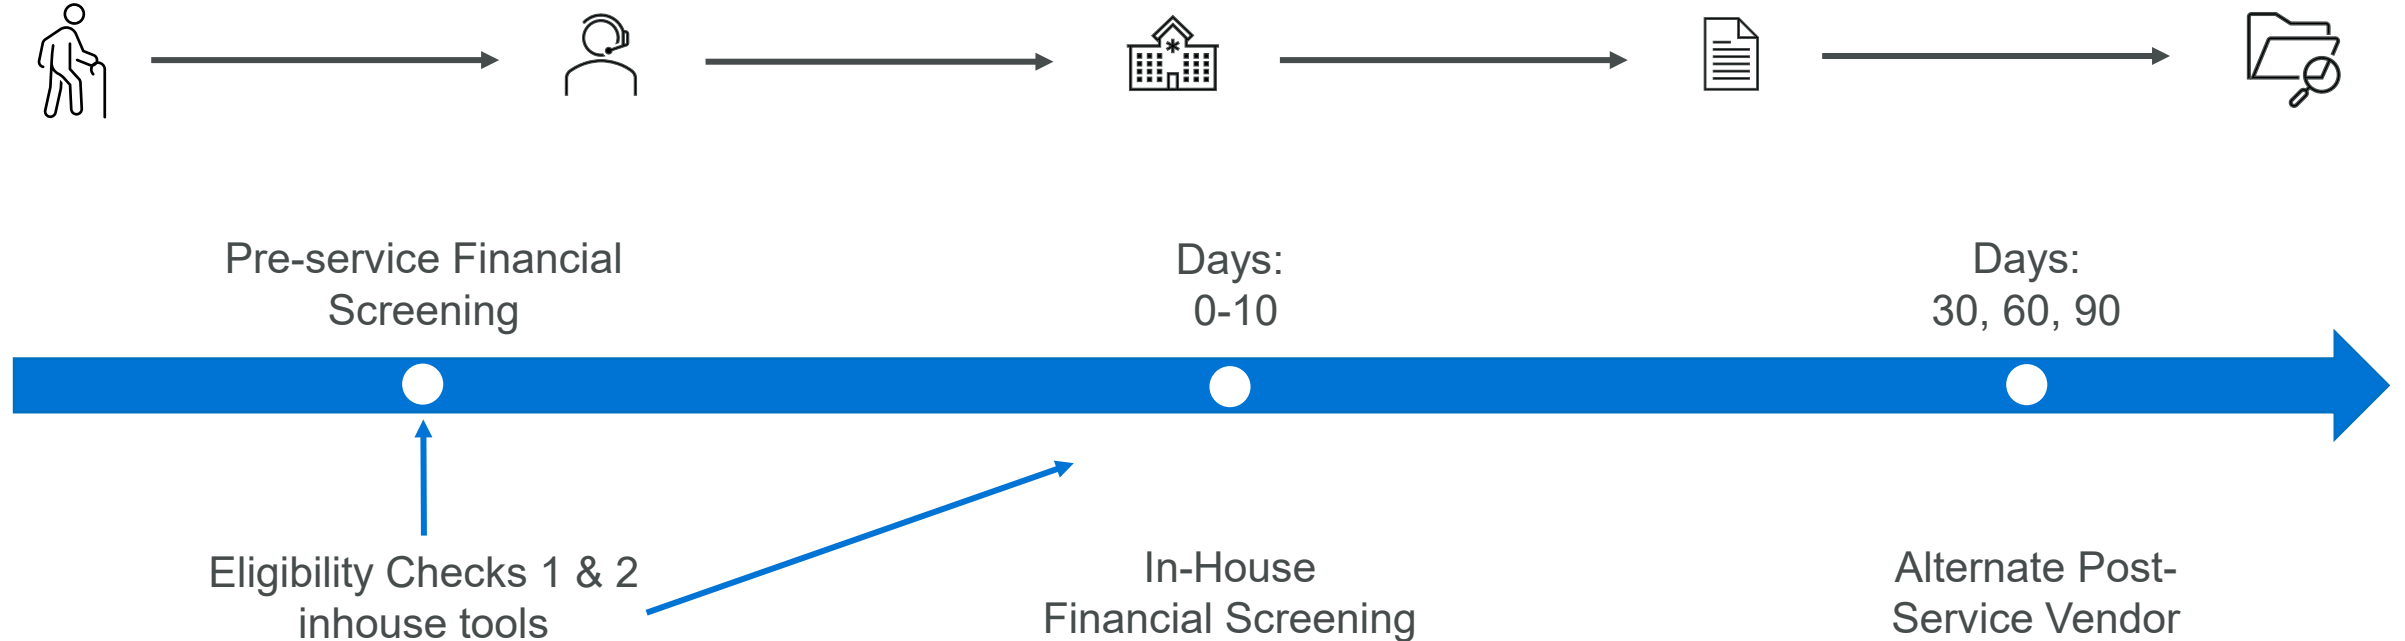 Pre-service Financial
Screening
Days:
0-10
Days:
30, 60, 90
Eligibility Checks 1 & 2
inhouse tools
In-House
Financial Screening
Alternate Post-
Service Vendor